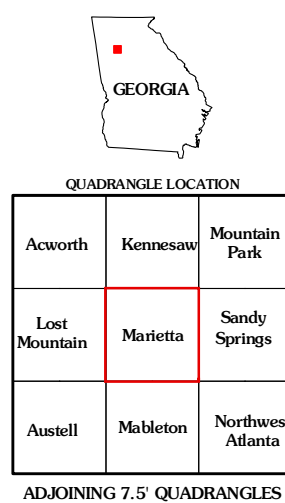 GEORGIA
QUADRANGLE LOCATION
Acworth
Kennesaw
Mountain
Park
Lost
Mountain
Marietta
Sandy
Springs
Austell
Mableton
Northwes
Atlanta
ADJOINING 7.5' QUADRANGLES